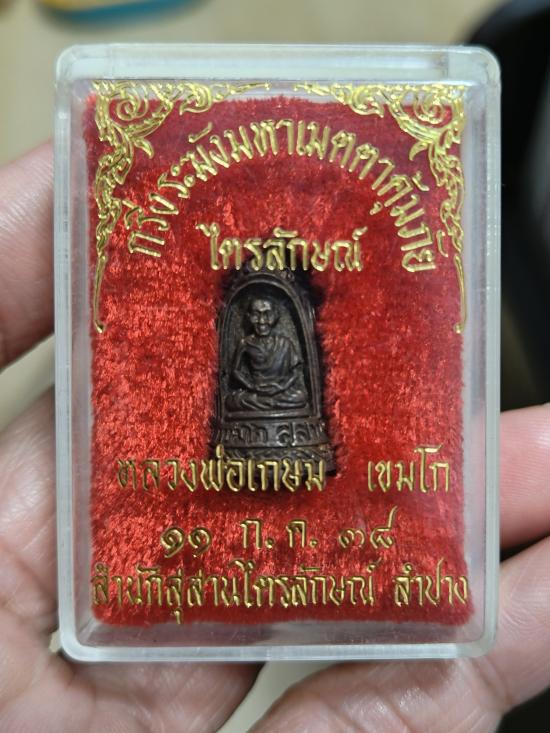 กริ่งระฆังมหาเมตตาคุ้มภัย
ไตรลักษณ์
หลวงพ่อเกษม เขมโก
๑๑ ก.ค. ๓๘
สำนักสุสานไตรลักษณ์ ลำปาง